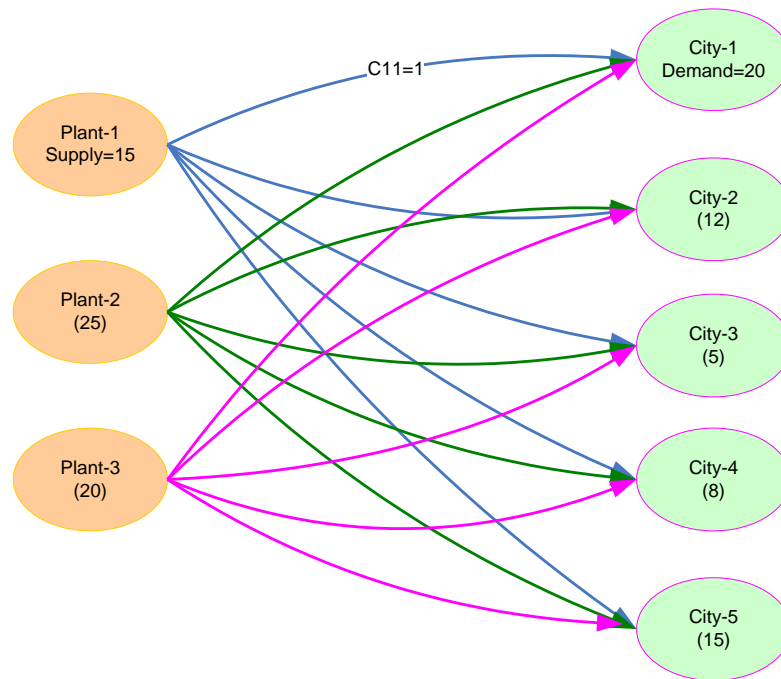 C11=1
City-1
Demand=20
Plant-1
Supply=15
City-2
(12)
Plant-2
(25)
City-3
(5)
Plant-3
(20)
City-4
(8)
City-5
(15)